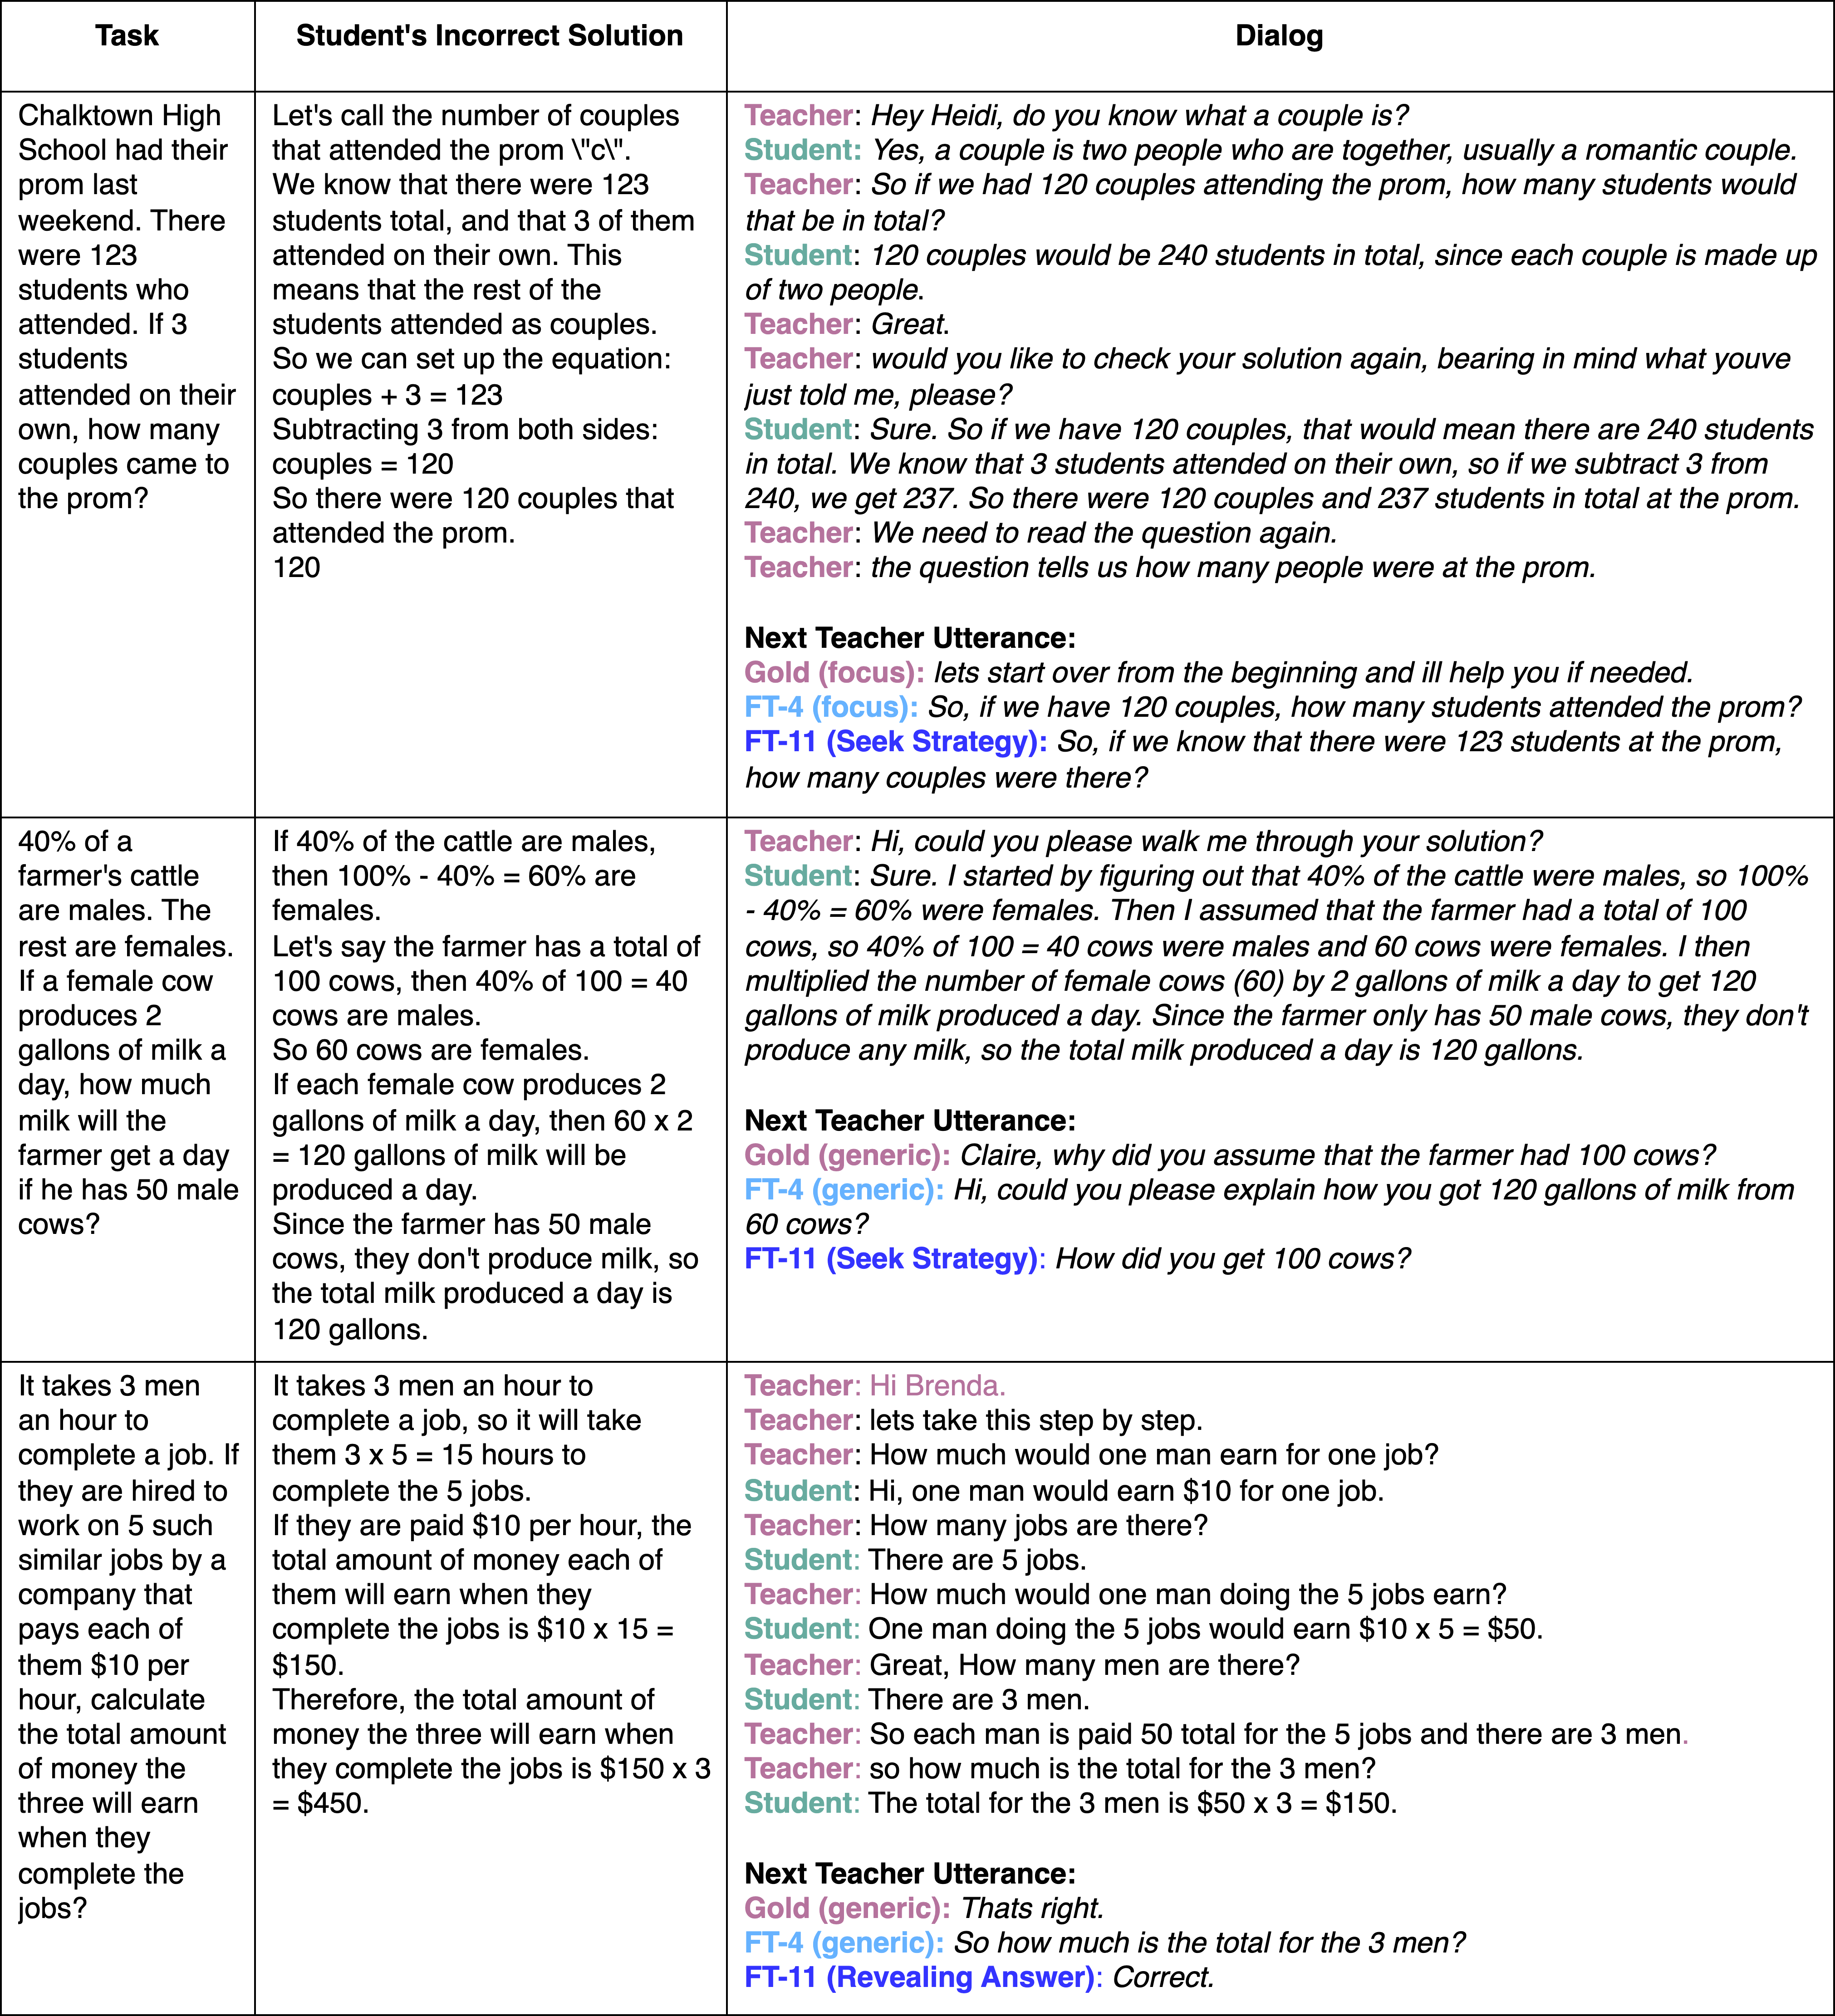 Task
Student's Incorrect Solution
Dialog
Chalktown High
School had their
prom last
weekend. There
were 123
students who
attended. If 3
students
attended on their
own, how many
couples came to
the prom?
Let's call the number of couples
that attended the prom \"c\".
We know that there were 123
students total, and that 3 of them
attended on their own. This
means that the rest of the
students attended as couples.
So we can set up the equation:
couples + 3 = 123
Subtracting 3 from both sides:
couples = 120
So there were 120 couples that
attended the prom.
120
Teacher: Hey Heidi, do you know what a couple is?
Student: Yes, a couple is two people who are together, usually a romantic couple.
Teacher: So if we had 120 couples attending the prom, how many students would
that be in total?
Student: 120 couples would be 240 students in total, since each couple is made up
of two people.
Teacher: Great.
Teacher: would you like to check your solution again, bearing in mind what youve
just told me, please?
Student: Sure. So if we have 120 couples, that would mean there are 240 students
in total. We know that 3 students attended on their own, so if we subtract 3 from
240, we get 237. So there were 120 couples and 237 students in total at the prom.
Teacher: We need to read the question again.
Teacher: the question tells us how many people were at the prom.
Next Teacher Utterance:
Gold (focus): lets start over from the beginning and ill help you if needed.
FT-4 (focus): So, if we have 120 couples, how many students attended the prom?
FT-11 (Seek Strategy): So, if we know that there were 123 students at the prom,
how many couples were there?
40% of a
farmer's cattle
are males. The
rest are females.
If a female cow
produces 2
gallons of milk a
day, how much
milk will the
farmer get a day
if he has 50 male
cows?
If 40% of the cattle are males,
then 100% - 40% = 60% are
females.
Let's say the farmer has a total of
100 cows, then 40% of 100 = 40
cows are males.
So 60 cows are females.
If each female cow produces 2
gallons of milk a day, then 60 x 2
= 120 gallons of milk will be
produced a day.
Since the farmer has 50 male
cows, they don't produce milk, so
the total milk produced a day is
120 gallons.
Teacher: Hi, could you please walk me through your solution?
Student: Sure. I started by figuring out that 40% of the cattle were males, so 100%
- 40% = 60% were females. Then I assumed that the farmer had a total of 100
cows, so 40% of 100 = 40 cows were males and 60 cows were females. I then
multiplied the number of female cows (60) by 2 gallons of milk a day to get 120
gallons of milk produced a day. Since the farmer only has 50 male cows, they don't
produce any milk, so the total milk produced a day is 120 gallons.
Next Teacher Utterance:
Gold (generic): Claire, why did you assume that the farmer had 100 cows?
FT-4 (generic): Hi, could you please explain how you got 120 gallons of milk from
60 cows?
FT-11 (Seek Strategy): How did you get 100 cows?
It takes 3 men
an hour to
complete a job. If
they are hired to
work on 5 such
similar jobs by a
company that
pays each of
them $10 per
hour, calculate
the total amount
of money the
three will earn
when they
complete the
jobs?
It takes 3 men an hour to
complete a job, so it will take
them 3 x 5 = 15 hours to
complete the 5 jobs.
If they are paid $10 per hour, the
total amount of money each of
them will earn when they
complete the jobs is $10 x 15 =
$150.
Therefore, the total amount of
money the three will earn when
they complete the jobs is $150 x 3
= $450.
Teacher: Hi Brenda.
Teacher: lets take this step by step.
Teacher: How much would one man earn for one job?
Student: Hi, one man would earn $10 for one job.
Teacher: How many jobs are there?
Student: There are 5 jobs.
Teacher: How much would one man doing the 5 jobs earn?
Student: One man doing the 5 jobs would earn $10 x 5 = $50.
Teacher: Great, How many men are there?
Student: There are 3 men.
Teacher: So each man is paid 50 total for the 5 jobs and there are 3 men.
Teacher: so how much is the total for the 3 men?
Student: The total for the 3 men is $50 x 3 = $150.
Next Teacher Utterance:
Gold (generic): Thats right.
FT-4 (generic): So how much is the total for the 3 men?
FT-11 (Revealing Answer): Correct.